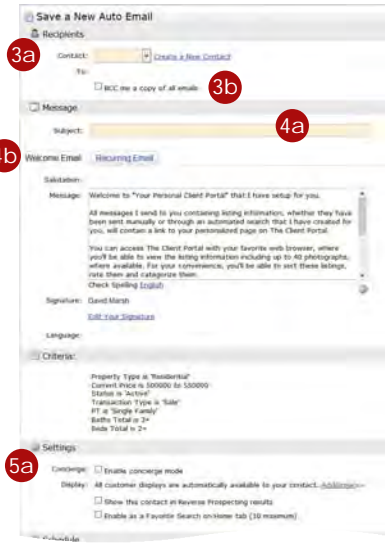 Save a New Auto Email
Recipients
3a
Contact: Create a New Contact
To:
BCC me a copy of all emails
3b
Message
4a
Subject:
4b
Welcome Email Recurring Email
Salutation:
Message: Welcome to "Your Personal Client Portal" that I have setup for you.
All messages I send to you containing listing information, whether they have
been sent manually or through an automated search that I have created for
you, will contain a link to your personalized page on The Client Portal.
You can access The Client Portal with your favorite web browser, where
you'll be able to view the listing information including up to 40 photographs,
where available. For your convenience, you'll be able to sort these listings,
rate them and categorize them.
Check Spelling English
Signature: David Marsh
Edit Your Signature
Language:
Criteria:
Property Type is 'Residential'
Current Price is 500000 to 550000
Status is 'Active'
Transaction Type is 'Sale'
PT is 'Single Family'
Baths Total is 2+
Beds Total is 2+
Settings
5a
Concierge: Enable concierge mode
Display: All customer displays are automatically available to your contact.
Show this contact in Reverse Prospecting results
Enable as a Favorite Search on Home tab (10 maximum)
Schedule